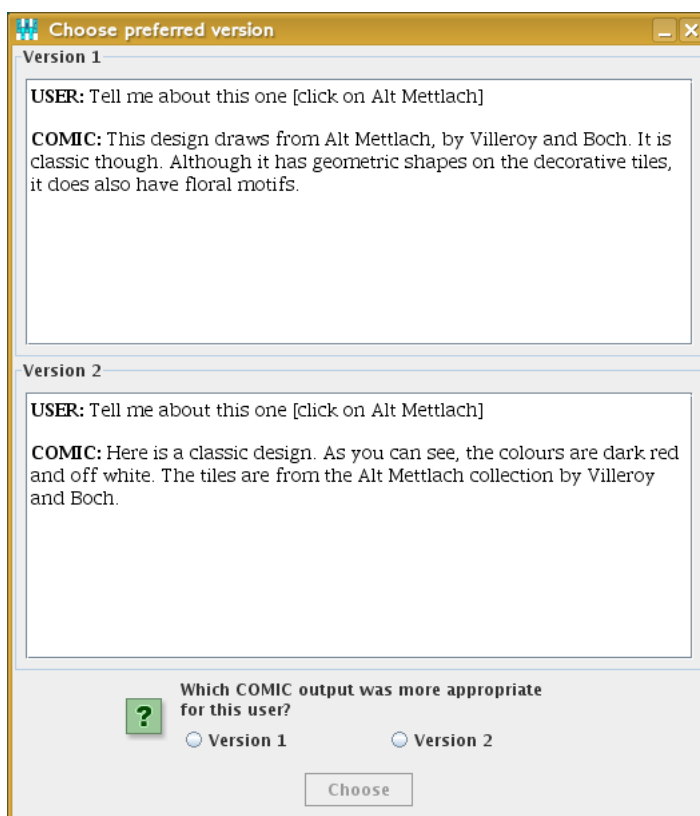 Choose preferred version
Version 1
USER: Tell me about this one [click on Alt Mettlach]
COMIC: This design draws from Alt Mettlach, by Villeroy and Boch. It is
classic though. Although it has geometric shapes on the decorative tiles,
it does also have floral motifs.
Version 2
USER: Tell me about this one [click on Alt Mettlach]
COMIC: Here is a classic design. As you can see, the colours are dark red
and off white. The tiles are from the Alt Mettlach collection by Villeroy
and Boch.
Which COMIC output was more appropriate
for this user?
Version 1 Version 2
Choose